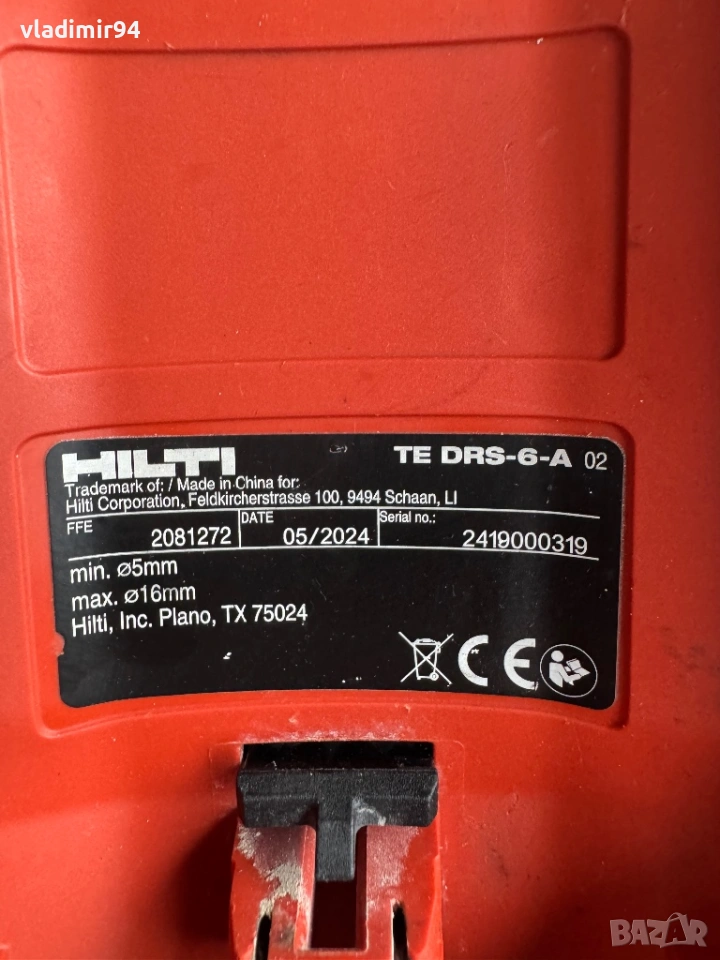 vladimir94
HILTI
TE DRS-6-A 02
Trademark of: / Made in China for:
Hilti Corporation, Feldkircherstrasse 100, 9494 Schaan, LI
FFE 2081272 DATE 05/2024 Serial no.: 2419000319
min. ø5mm
max. ø16mm
Hilti, Inc. Plano, TX 75024
CE
BAZAR